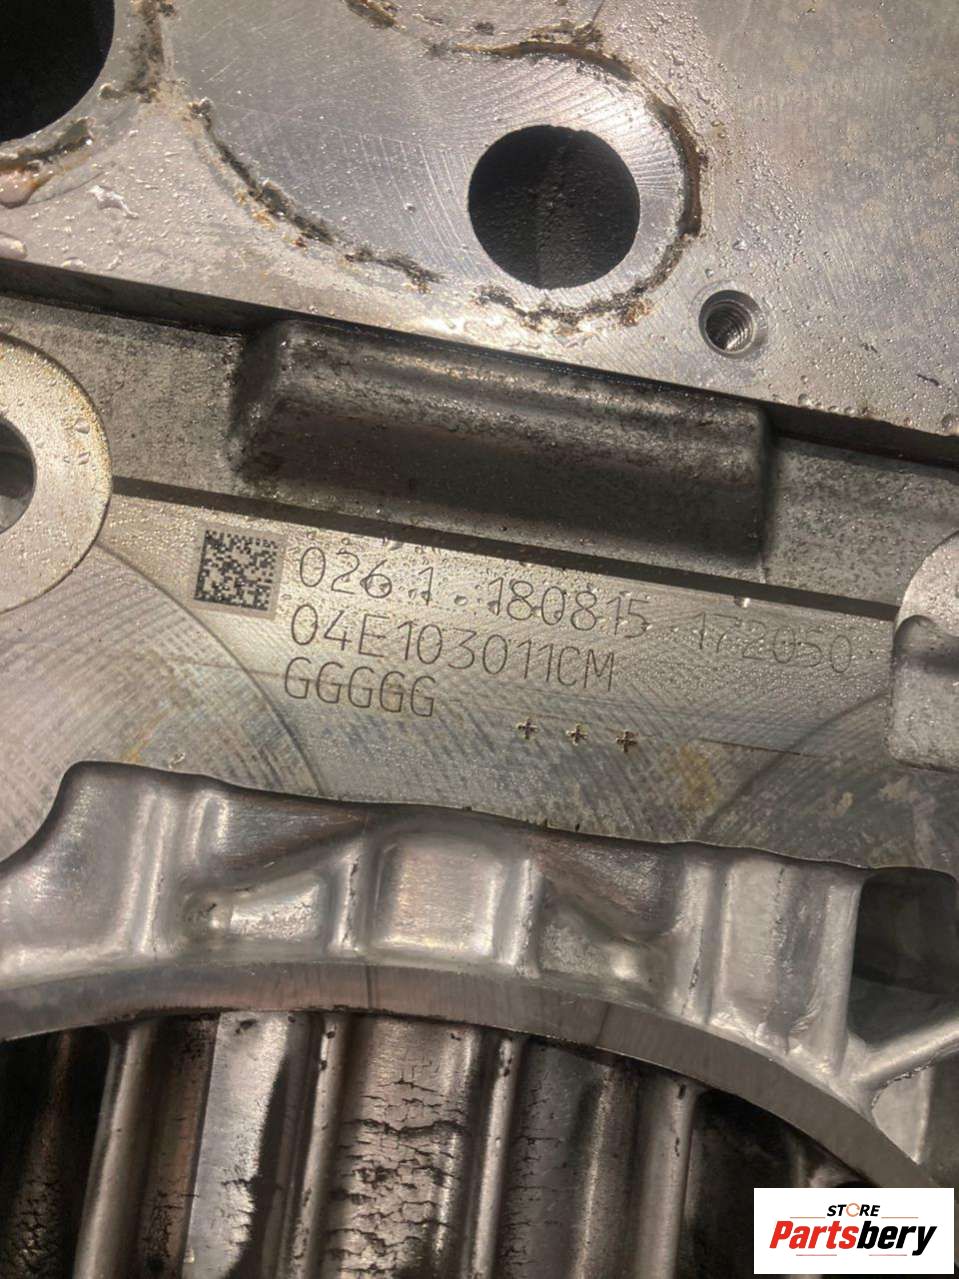 026 1 180815 172050
04E103011CM
GGGGG
+ + +
STORE
Partsbery